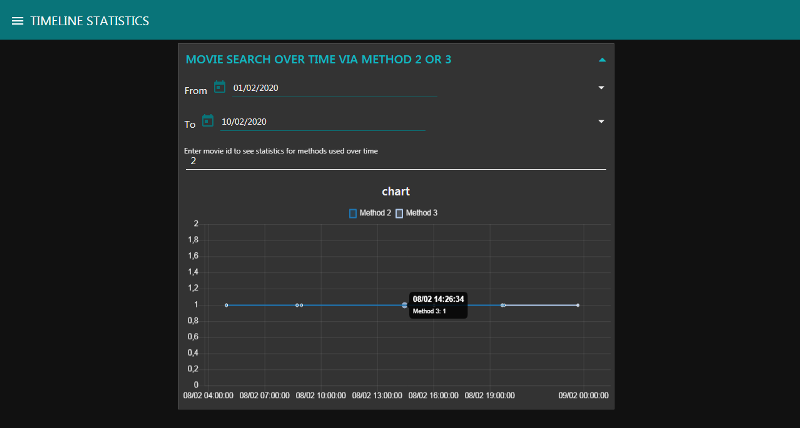 TIMELINE STATISTICS
MOVIE SEARCH OVER TIME VIA METHOD 2 OR 3
From 01/02/2020
To 10/02/2020
Enter movie id to see statistics for methods used over time
2
chart
Method 2 Method 3
2
1,8
1,6
1,4
1,2
1
08/02 14:26:34
Method 3: 1
0,8
0,6
0,4
0,2
0
08/02 04:00:00 08/02 07:00:00 08/02 10:00:00 08/02 13:00:00 08/02 16:00:00 08/02 19:00:00 09/02 00:00:00